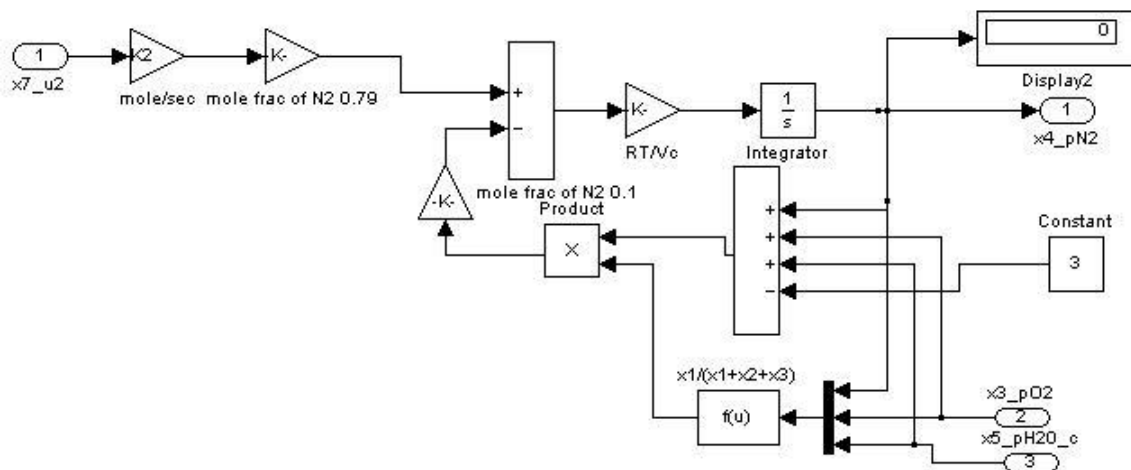 0
1
K2
K-
x7_u2
mole/sec
mole frac of N2 0.79
+
−
K-
1
s
Display2
1
x4_pN2
RT/Vc
Integrator
mole frac of N2 0.1
-K-
Product
X
+
+
+
−
Constant
3
x1/(x1+x2+x3)
f(u)
x3_pO2
2
x5_pH20_c
3